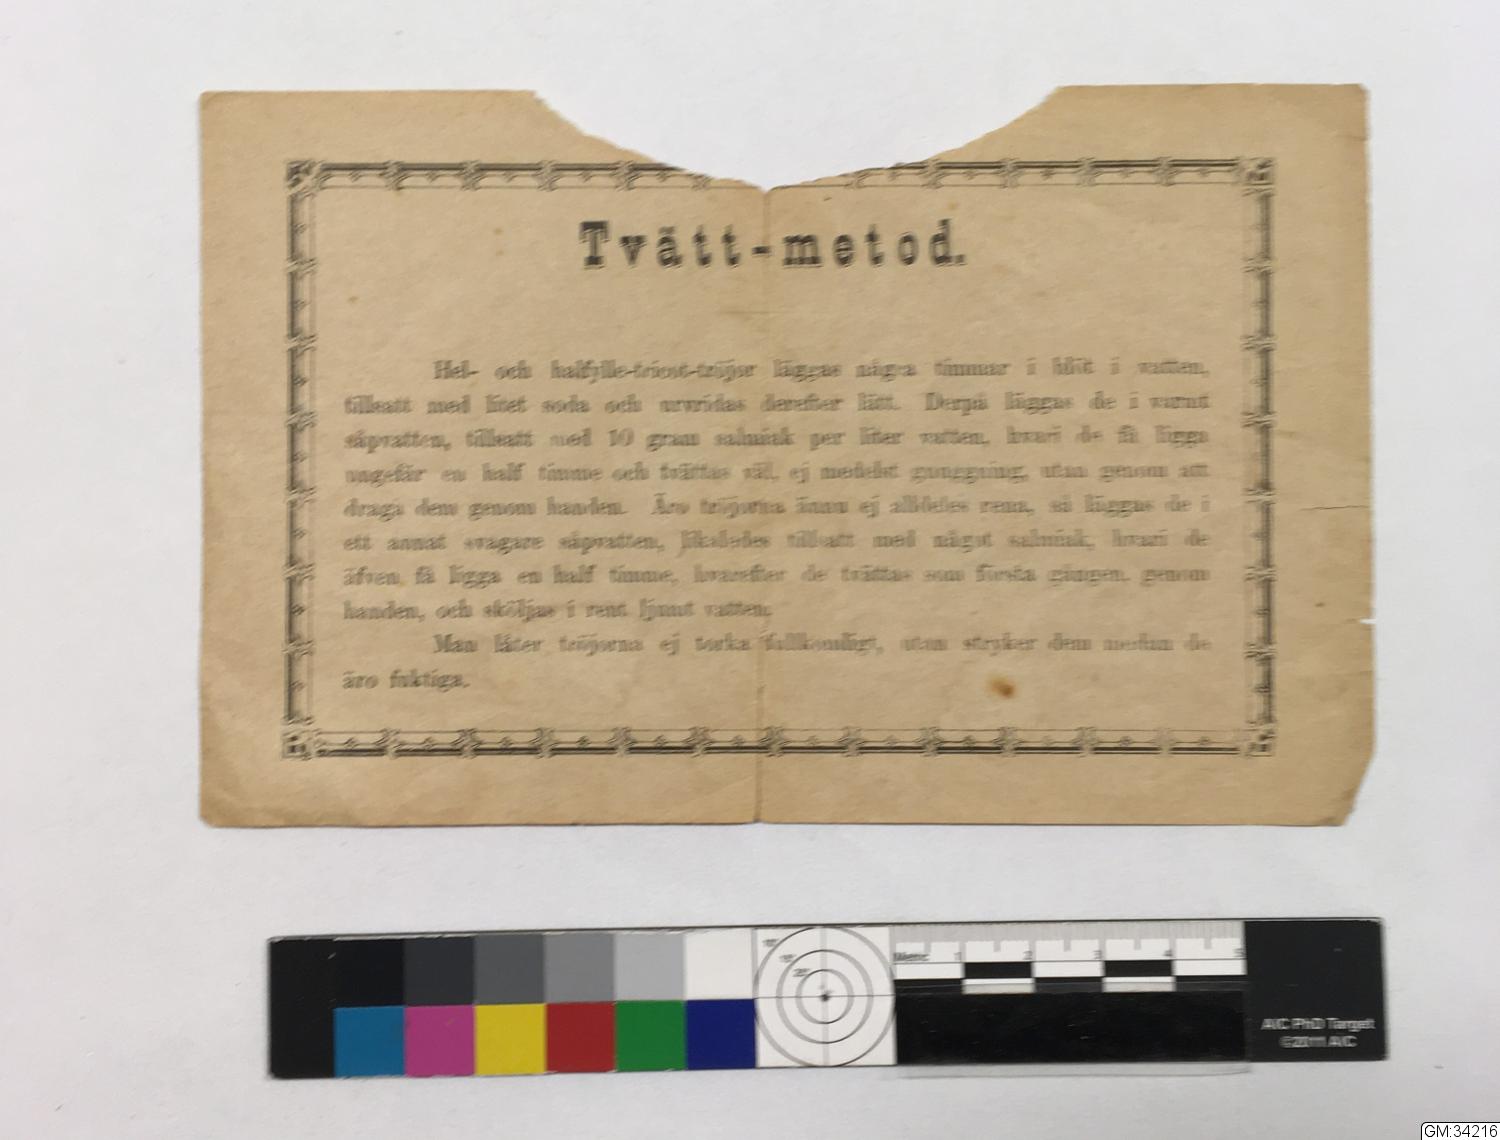 Tvätt-metod.
Hel- och halfylle-tricot-tröjor läggas några timmar i blöt i vatten,
tillsatt med litet soda och urvridas derefter lätt. Derpå läggas de i varmt
såpvatten, tillsatt med 10 gram salmiak per liter vatten, hvari de få ligga
ungefär en half timme och tvättas väl, ej medelst gnuggning, utan genom att
draga dem genom handen. Äro tröjorna ännu ej alldeles rena, så läggas de i
ett annat svagare såpvatten, likaledes tillsatt med något salmiak, hvari de
äfven få ligga en half timme, hvarefter de tvättas som första gången, genom
handen, och sköljas i rent ljumt vatten.
Man låter tröjorna ej torka fullkomligt, utan stryker dem medan de
äro fuktiga.
1 2 3 4 5
AIC PhD Target
©2011 AIC
GM:34216